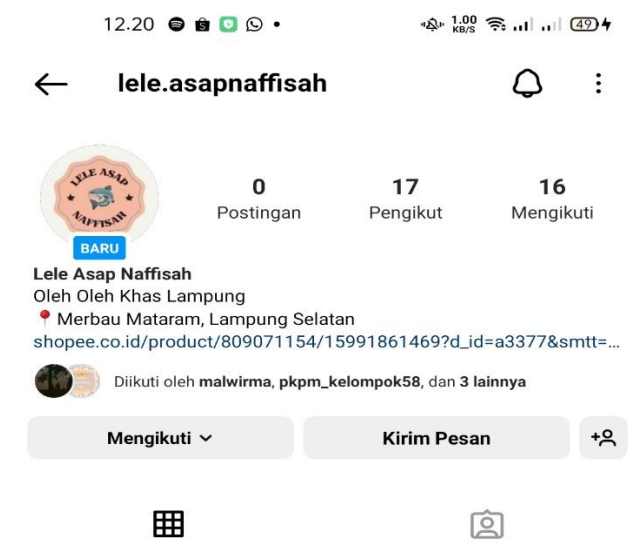 12.20
1.00
KB/S
49
lele.asapnaffisah
LELE ASAP
NAFFISAH
BARU
0
Postingan
17
Pengikut
16
Mengikuti
Lele Asap Naffisah
Oleh Oleh Khas Lampung
📍 Merbau Mataram, Lampung Selatan
shopee.co.id/product/809071154/15991861469?d_id=a3377&smtt=...
Diikuti oleh malwirma, pkpm_kelompok58, dan 3 lainnya
Mengikuti
Kirim Pesan